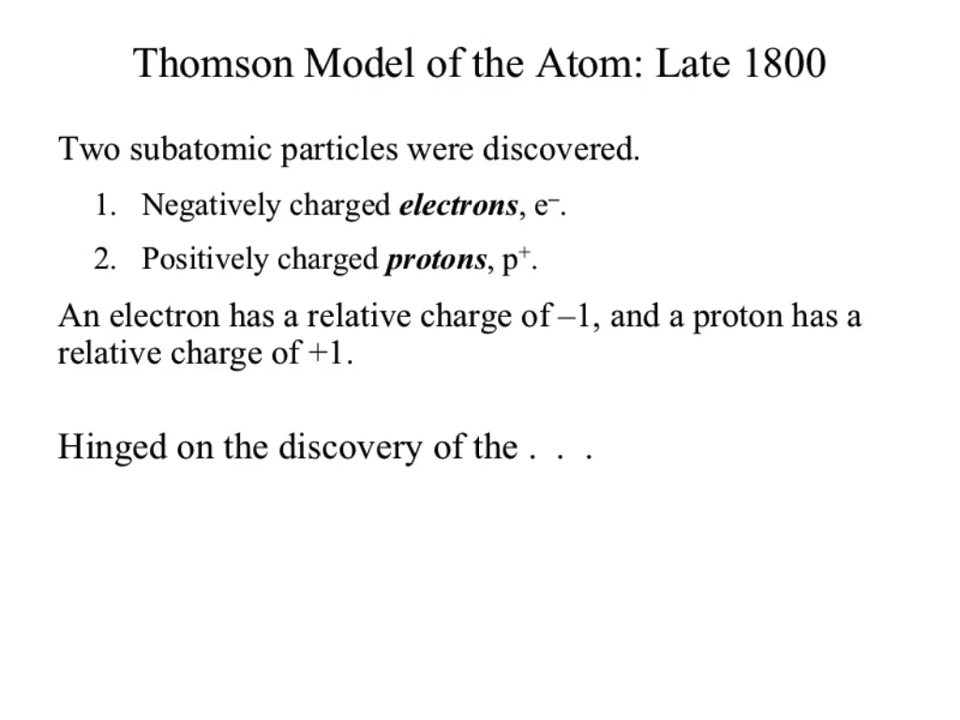 Thomson Model of the Atom: Late 1800
Two subatomic particles were discovered.
1. Negatively charged electrons, e⁻.
2. Positively charged protons, p⁺.
An electron has a relative charge of –1, and a proton has a
relative charge of +1.
Hinged on the discovery of the . . .